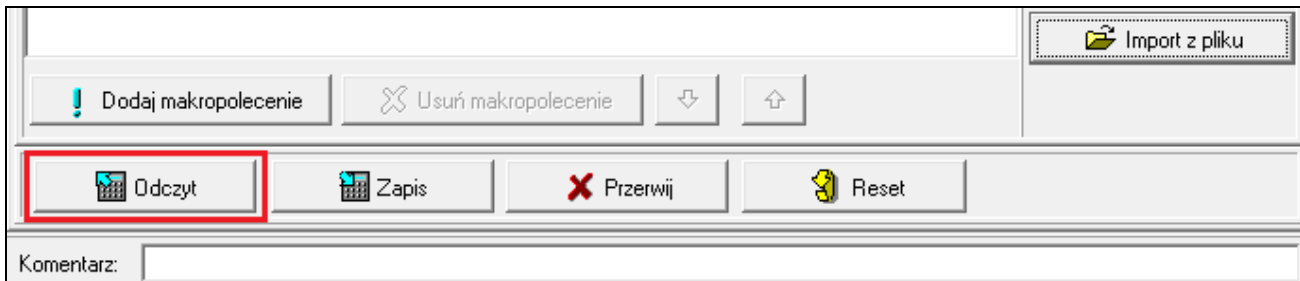 Import z pliku
Dodaj makropolecenie Usuń makropolecenie
Odczyt Zapis Przerwij Reset
Komentarz: